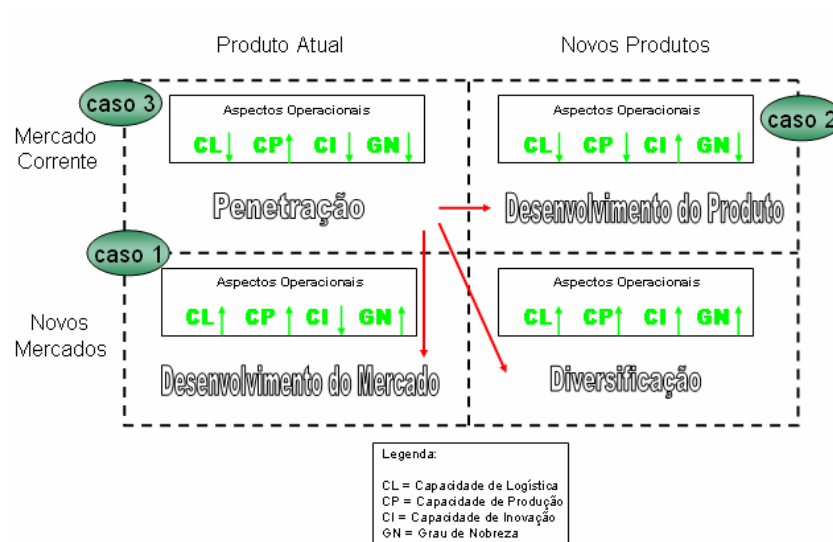 Produto Atual
Novos Produtos
caso 3
Aspectos Operacionais
CL CP CI GN
Penetração
Mercado
Corrente
Aspectos Operacionais
CL CP CI GN
Desenvolvimento do Produto
caso 2
caso 1
Aspectos Operacionais
CL CP CI GN
Desenvolvimento do Mercado
Novos
Mercados
Aspectos Operacionais
CL CP CI GN
Diversificação
Legenda:
CL = Capacidade de Logística
CP = Capacidade de Produção
CI = Capacidade de Inovação
GN = Grau de Nobreza